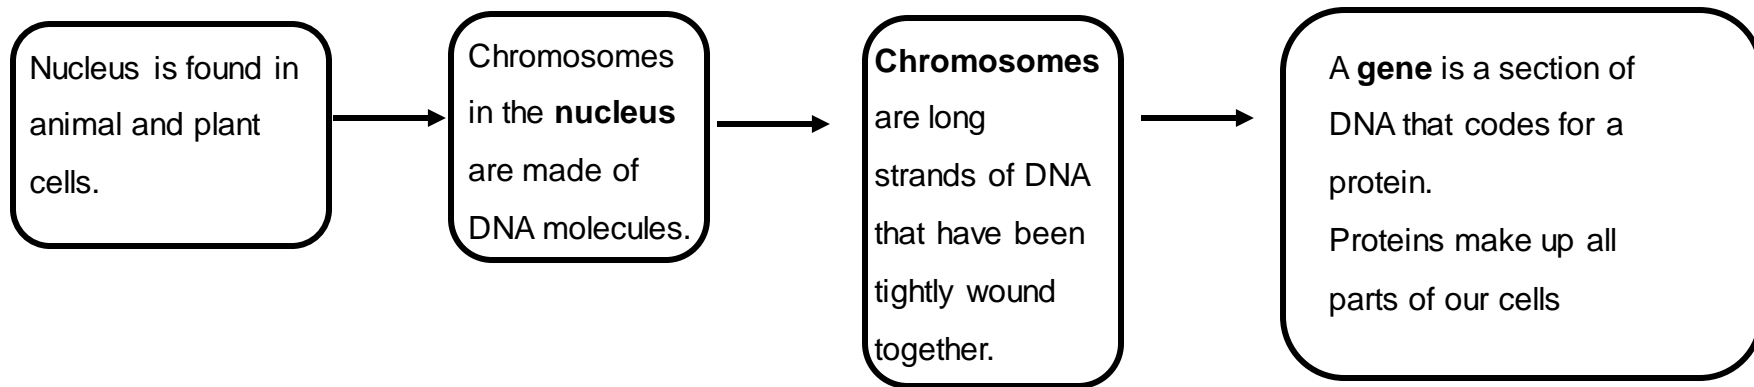 Nucleus is found in
animal and plant
cells.
Chromosomes
in the nucleus
are made of
DNA molecules.
Chromosomes
are long
strands of DNA
that have been
tightly wound
together.
A gene is a section of
DNA that codes for a
protein.
Proteins make up all
parts of our cells